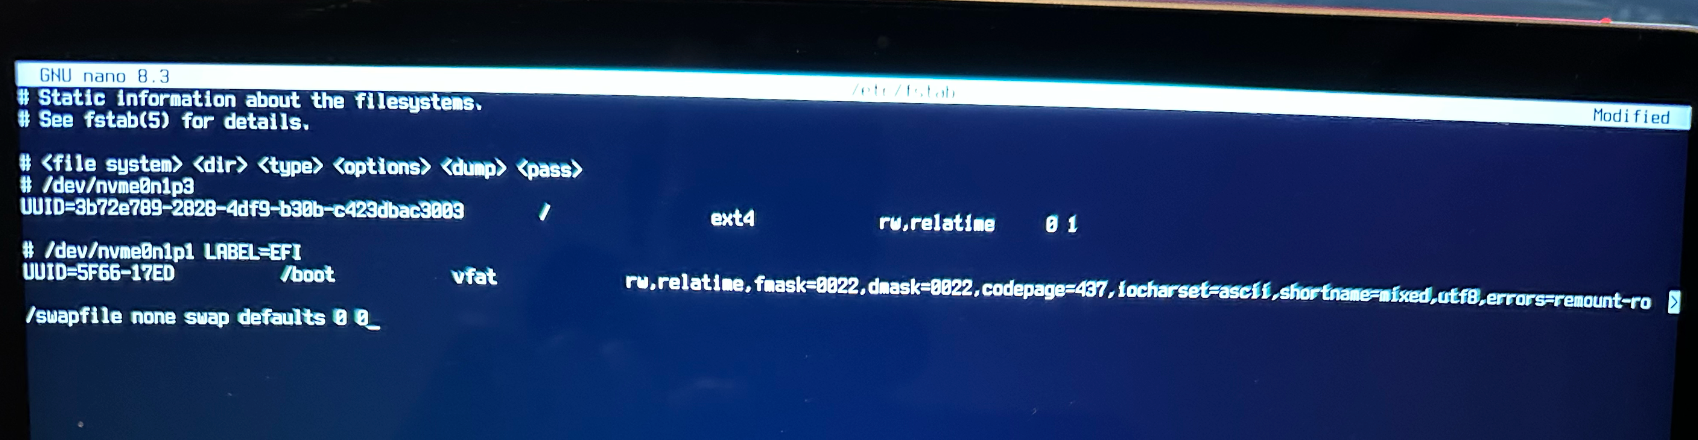 GNU nano 8.3 /etc/fstab Modified
# Static information about the filesystems.
# See fstab(5) for details.
# <file system> <dir> <type> <options> <dump> <pass>
# /dev/nvme0n1p3
UUID=3b72e789-2828-4df9-b30b-c423dbac3003 / ext4 rw,relatime 0 1
# /dev/nvme0n1p1 LABEL=EFI
UUID=5F66-17ED /boot vfat rw,relatime,fmask=0022,dmask=0022,codepage=437,iocharset=ascii,shortname=mixed,utf8,errors=remount-ro >
/swapfile none swap defaults 0 0_